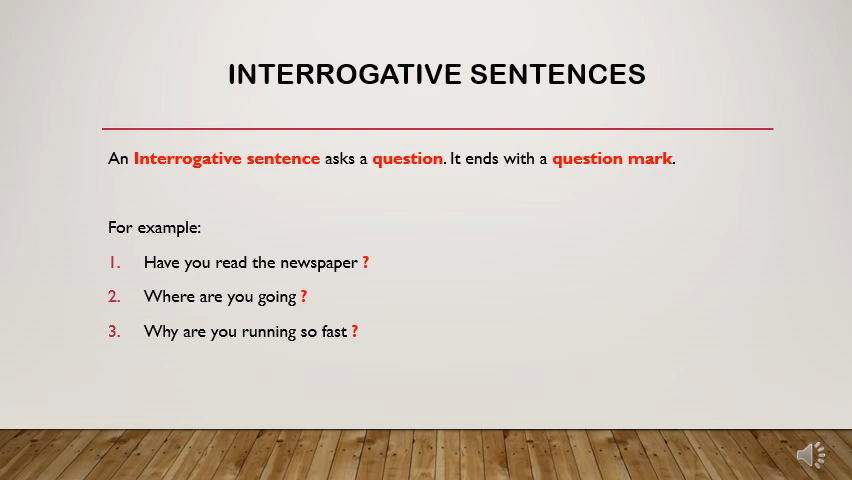 INTERROGATIVE SENTENCES
An Interrogative sentence asks a question. It ends with a question mark.
For example:
1. Have you read the newspaper ?
2. Where are you going ?
3. Why are you running so fast ?